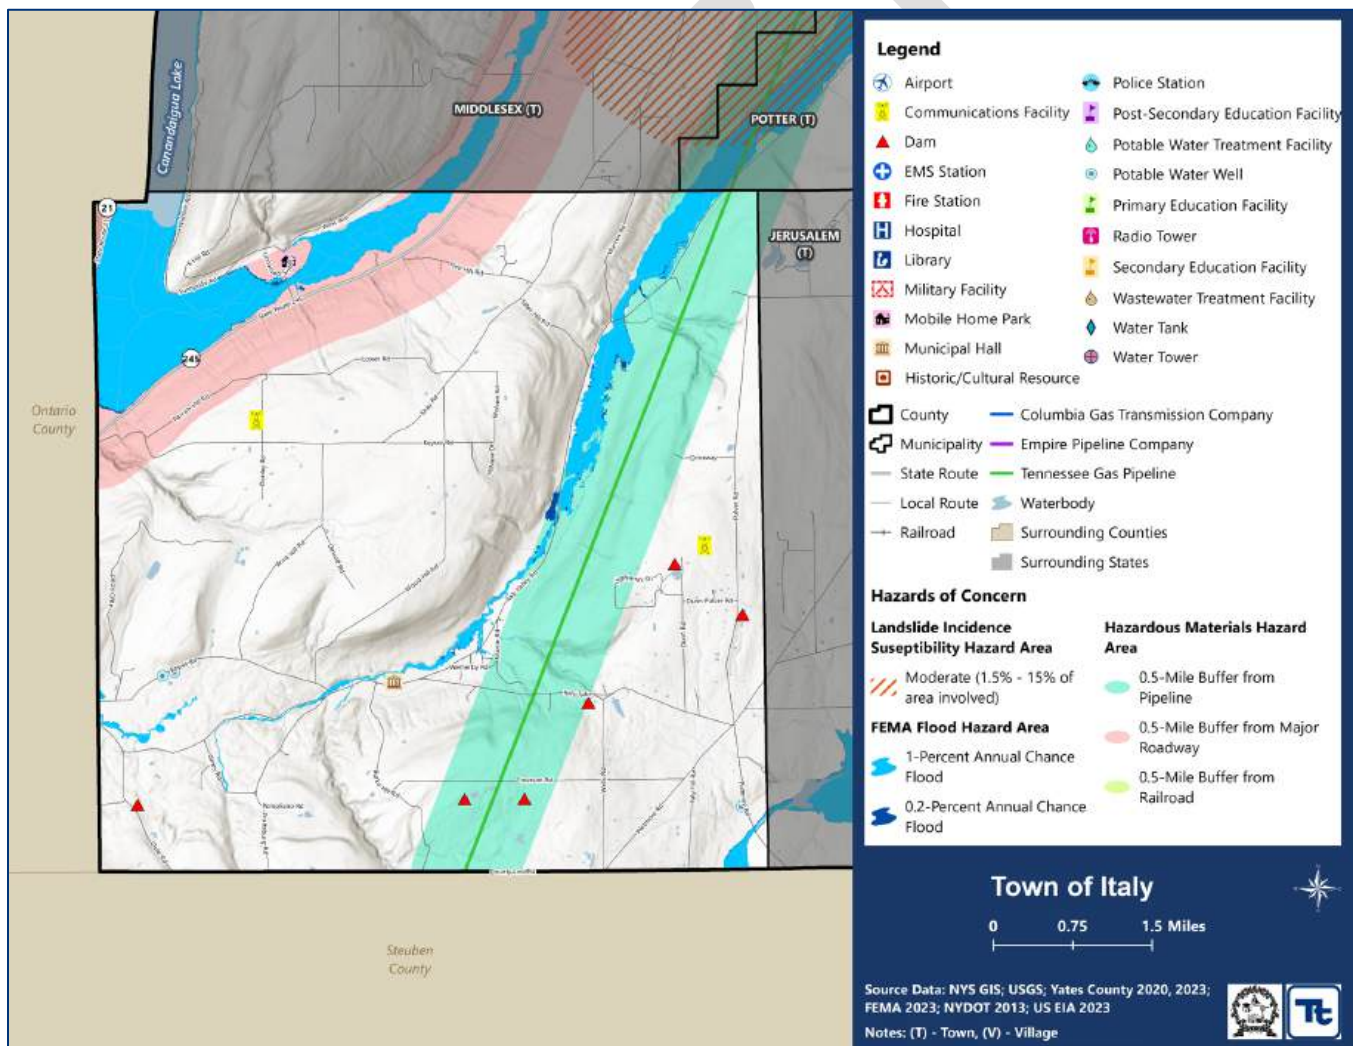 Canandaigua Lake
MIDDLESEX (T)
POTTER (T)
JERUSALEM
(T)
21
245
Ontario
County
Steuben
County
Lower Rd
Italy Valley Rd
Legend
Airport
Communications Facility
Dam
EMS Station
Fire Station
Hospital
Library
Military Facility
Mobile Home Park
Municipal Hall
Historic/Cultural Resource
Police Station
Post-Secondary Education Facility
Potable Water Treatment Facility
Potable Water Well
Primary Education Facility
Radio Tower
Secondary Education Facility
Wastewater Treatment Facility
Water Tank
Water Tower
County
Municipality
State Route
Local Route
Railroad
Columbia Gas Transmission Company
Empire Pipeline Company
Tennessee Gas Pipeline
Waterbody
Surrounding Counties
Surrounding States
Hazards of Concern
Landslide Incidence
Suseptibility Hazard Area
Moderate (1.5% - 15% of
area involved)
FEMA Flood Hazard Area
1-Percent Annual Chance
Flood
0.2-Percent Annual Chance
Flood
Hazardous Materials Hazard
Area
0.5-Mile Buffer from
Pipeline
0.5-Mile Buffer from Major
Roadway
0.5-Mile Buffer from
Railroad
Town of Italy
0 0.75 1.5 Miles
Source Data: NYS GIS; USGS; Yates County 2020, 2023;
FEMA 2023; NYDOT 2013; US EIA 2023
Notes: (T) - Town, (V) - Village
Tt